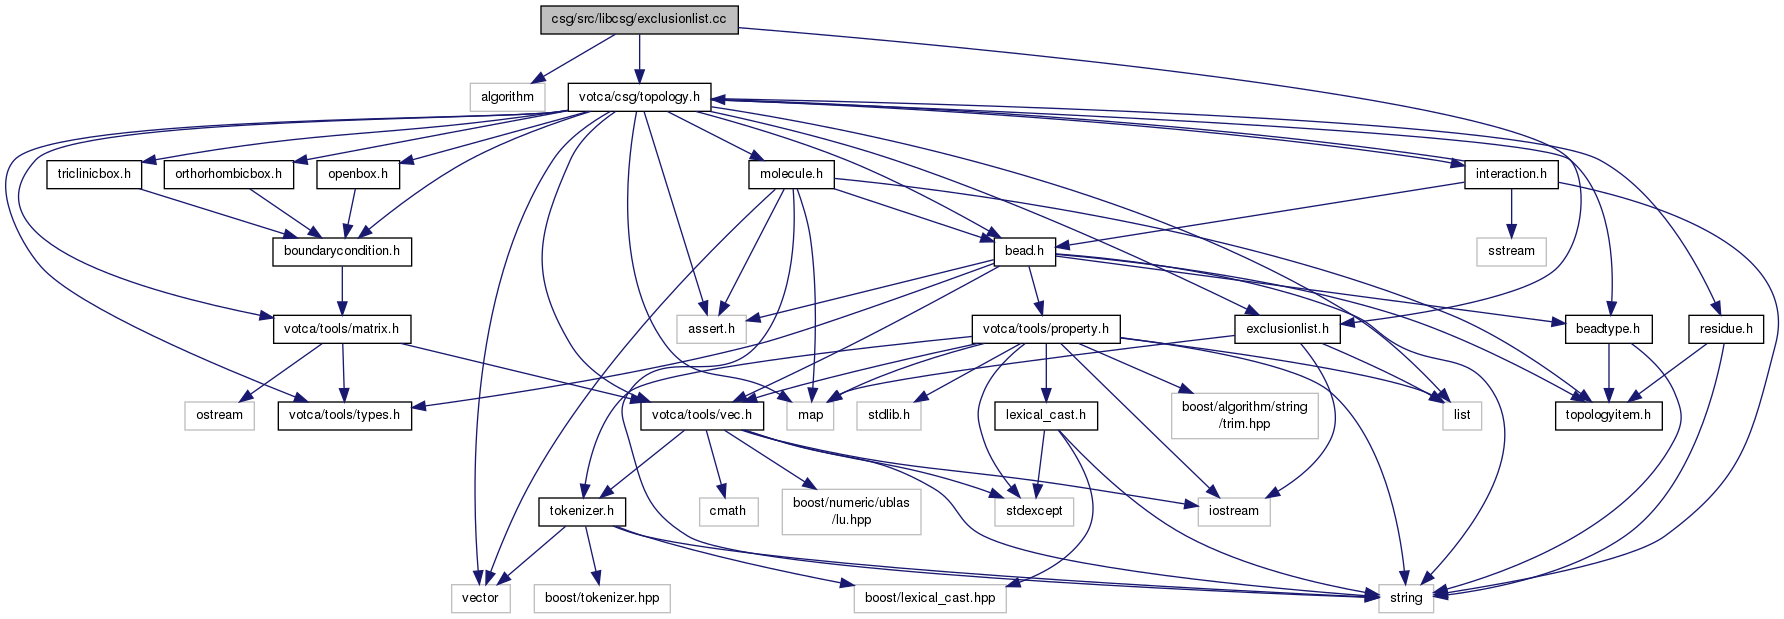 csg/src/libcsg/exclusionlist.cc
algorithm
votca/csg/topology.h
triclinicbox.h
orthorhombicbox.h
openbox.h
molecule.h
interaction.h
boundarycondition.h
bead.h
sstream
votca/tools/matrix.h
assert.h
votca/tools/property.h
exclusionlist.h
beadtype.h
residue.h
ostream
votca/tools/types.h
votca/tools/vec.h
map
stdlib.h
lexical_cast.h
boost/algorithm/string
/trim.hpp
list
topologyitem.h
tokenizer.h
cmath
boost/numeric/ublas
/lu.hpp
stdexcept
iostream
vector
boost/tokenizer.hpp
boost/lexical_cast.hpp
string